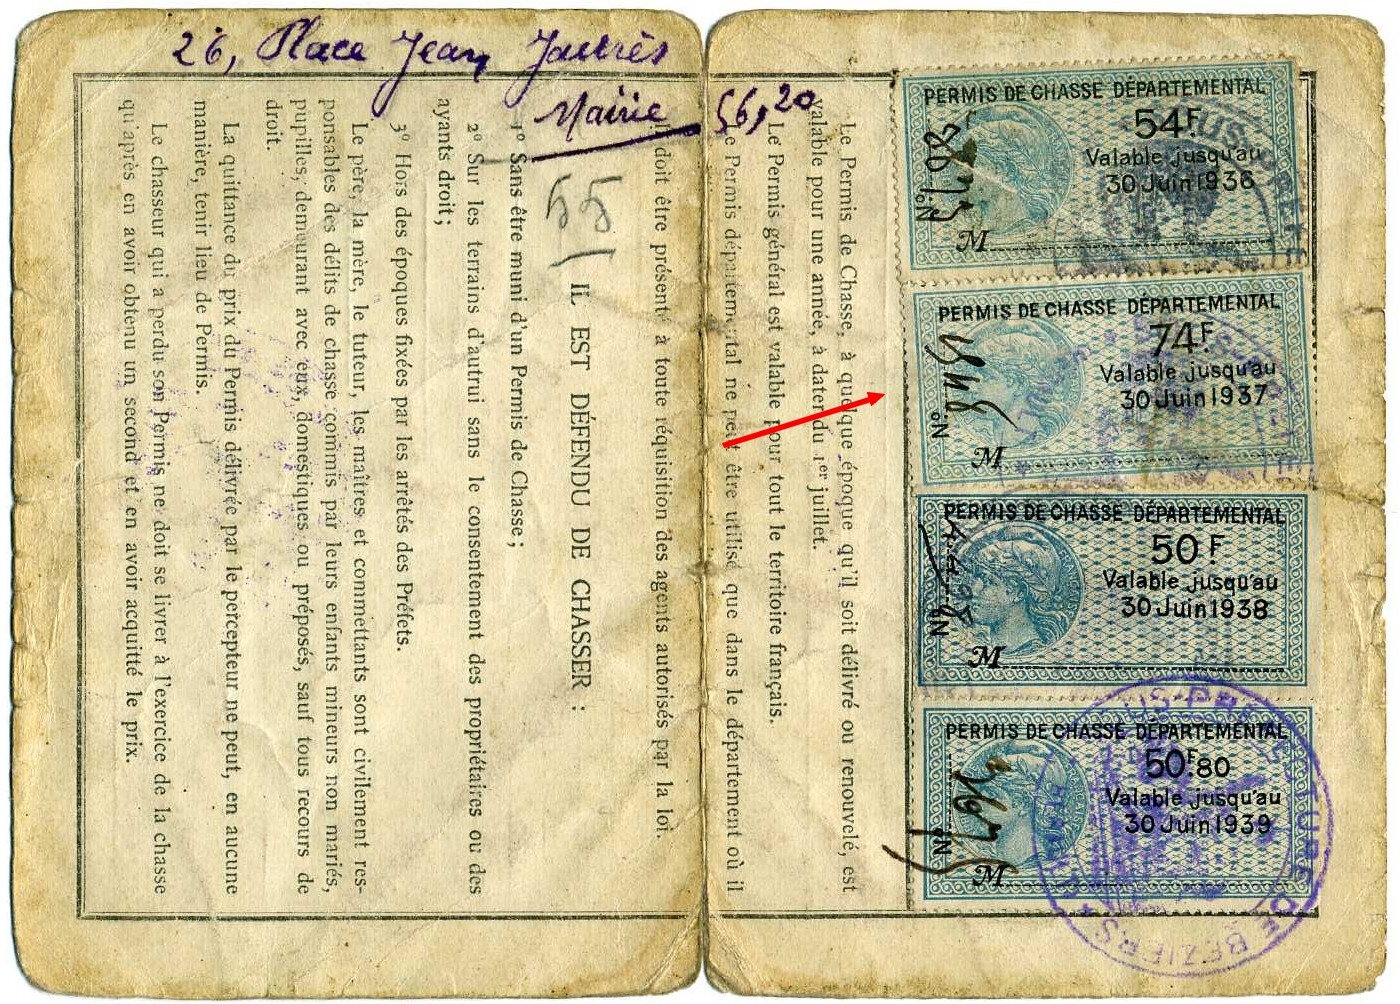 26, Place Jean Jaurès
Mairie 56,20
55
Le Permis de Chasse, à quelque époque qu'il soit délivré ou renouvelé, est
valable pour une année, à dater du 1er juillet.
Le Permis général est valable pour tout le territoire français.
Le Permis départemental ne peut être utilisé que dans le département où il
doit être présenté à toute réquisition des agents autorisés par la loi.
IL EST DÉFENDU DE CHASSER :
1º Sans être muni d'un Permis de Chasse ;
2º Sur les terrains d'autrui sans le consentement des propriétaires ou des
ayants droit ;
3º Hors des époques fixées par les arrêtés des Préfets.
Le père, la mère, le tuteur, les maîtres et commettants sont civilement res-
ponsables des délits de chasse commis par leurs enfants mineurs non mariés,
pupilles, demeurant avec eux, domestiques ou préposés, sauf tous recours de
droit.
La quittance du prix du Permis délivrée par le percepteur ne peut, en aucune
manière, tenir lieu de Permis.
Le chasseur qui a perdu son Permis ne doit se livrer à l'exercice de la chasse
qu'après en avoir obtenu un second et en avoir acquitté le prix.
PERMIS DE CHASSE DÉPARTEMENTAL
54F.
Valable jusqu'au
30 Juin 1936
No
M
PERMIS DE CHASSE DÉPARTEMENTAL
74F.
Valable jusqu'au
30 Juin 1937
No
M
PERMIS DE CHASSE DÉPARTEMENTAL
50F
Valable jusqu'au
30 Juin 1938
No
M
PERMIS DE CHASSE DÉPARTEMENTAL
50F.80
Valable jusqu'au
30 Juin 1939
No
M
SOUS-PRÉFECTURE DE BÉZIERS